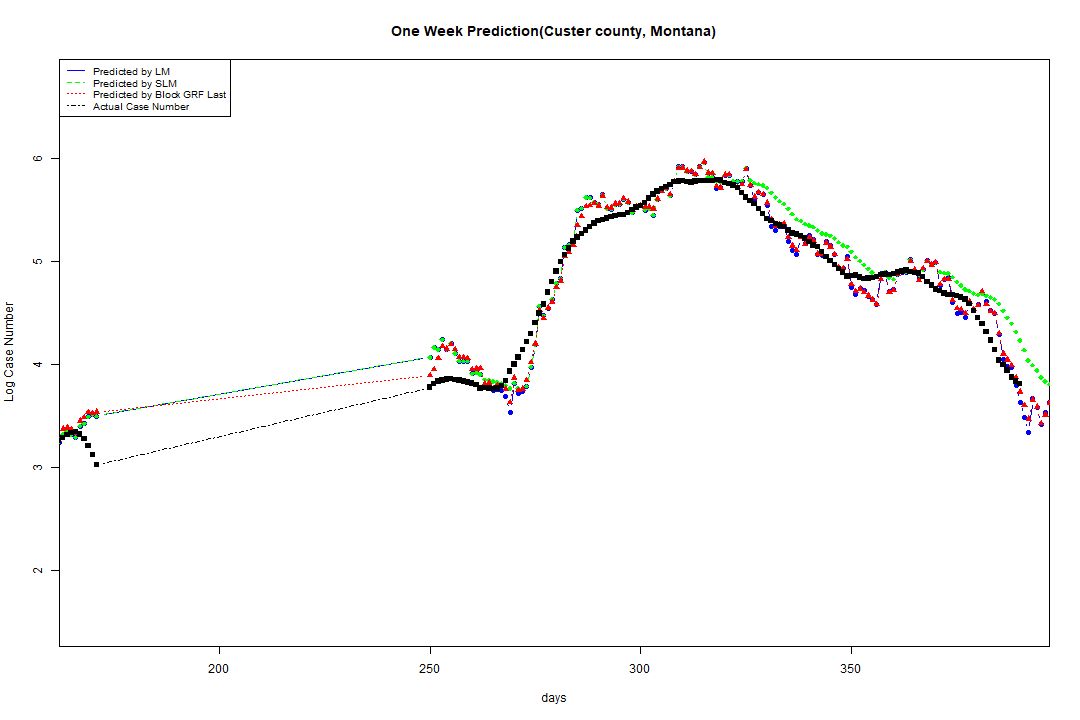 One Week Prediction(Custer county, Montana)
Predicted by LM
Predicted by SLM
Predicted by Block GRF Last
Actual Case Number
6
5
4
3
2
Log Case Number
200
250
300
350
days